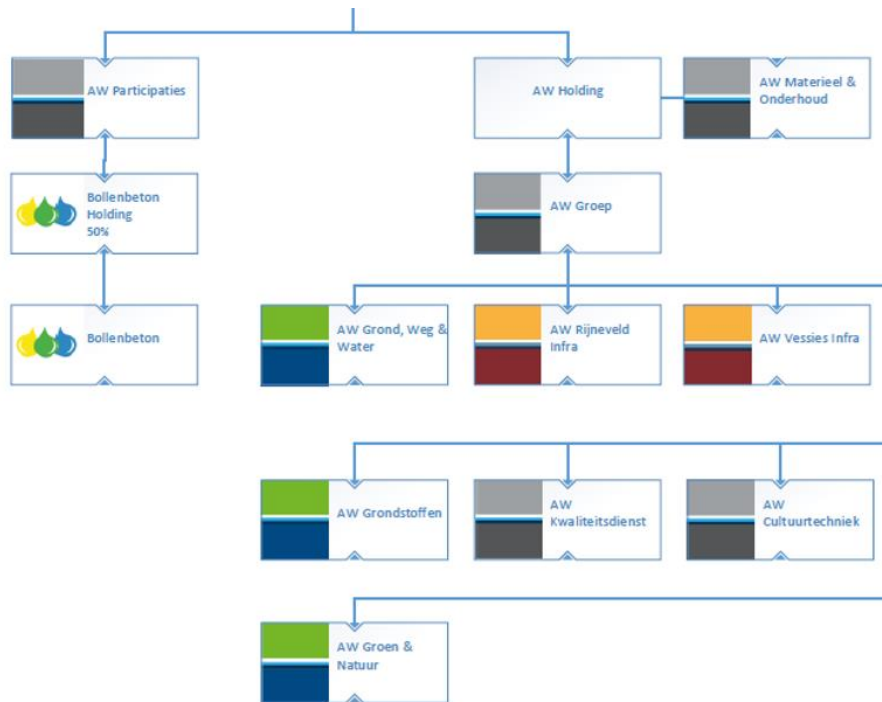 AW Participaties
AW Holding
AW Materieel &
Onderhoud
Bollenbeton
Holding
50%
AW Groep
Bollenbeton
AW Grond, Weg &
Water
AW Rijneveld
Infra
AW Vessies Infra
AW Grondstoffen
AW
Kwaliteitsdienst
AW
Cultuurtechniek
AW Groen &
Natuur